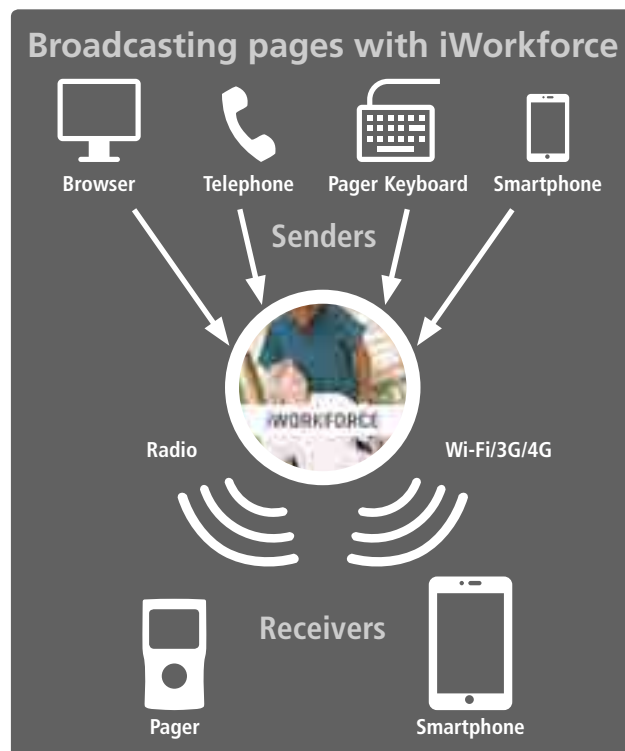 Broadcasting pages with iWorkforce
Browser
Telephone
Pager Keyboard
Smartphone
Senders
iWORKFORCE
Radio
Wi-Fi/3G/4G
Receivers
Pager
Smartphone